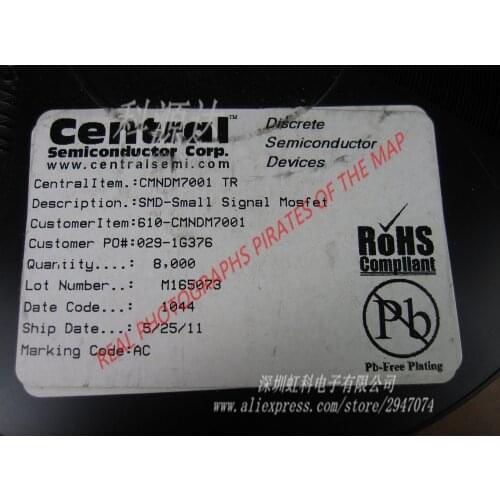 Central™
Semiconductor Corp.
www.centralsemi.com
Discrete
Semiconductor
Devices
CentralItem.:CMNDM7001 TR
Description.:SMD-Small Signal Mosfet
CustomerItem:610-CMNDM7001
Customer PO#:029-1G376
Quantity....: 8,000
Lot Number..: M165073
Date Code...: 1044
Ship Date...: 5/25/11
Marking Code:AC
RoHS
Compliant
Pb
Pb-Free Plating
REAL PHOTOGRAPHS PIRATES OF THE MAP
深圳虹科电子有限公司
www.aliexpress.com/store/2947074